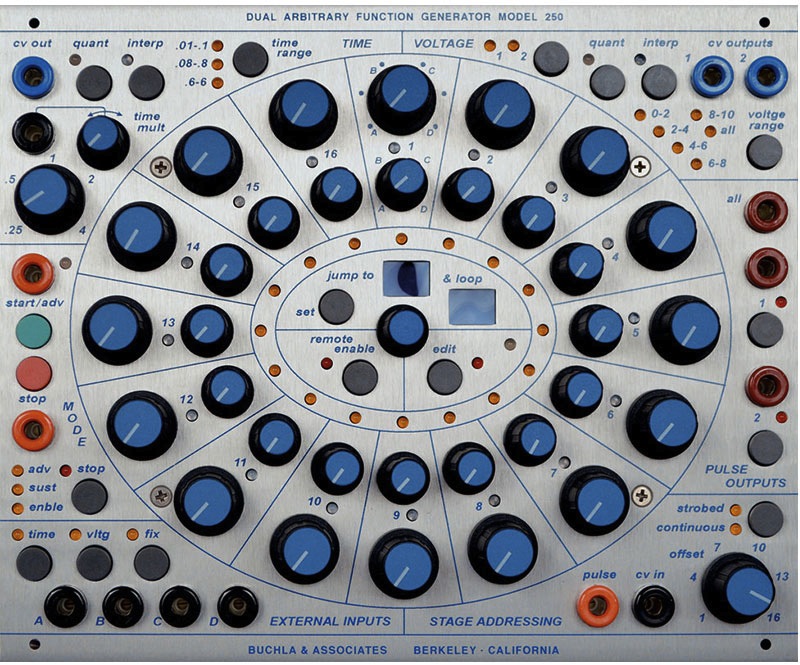 DUAL ARBITRARY FUNCTION GENERATOR MODEL 250
cv out
quant
interp
.01-.1
.08-.8
.6-6
time
range
TIME
VOLTAGE
1
2
quant
interp
cv outputs
1
2
time
mult
1
.5
2
.25
4
0-2
8-10
2-4
all
4-6
6-8
voltge
range
B
C
A
D
1
B
C
A
D
16
2
15
3
14
4
13
5
12
6
11
7
10
9
8
jump to
& loop
set
remote
enable
edit
start/adv
stop
MODE
adv
stop
sust
enble
time
vltg
fix
A
B
C
D
EXTERNAL INPUTS
STAGE ADDRESSING
all
1
2
PULSE
OUTPUTS
strobed
continuous
offset
7
10
4
13
1
16
pulse
cv in
BUCHLA & ASSOCIATES
BERKELEY · CALIFORNIA